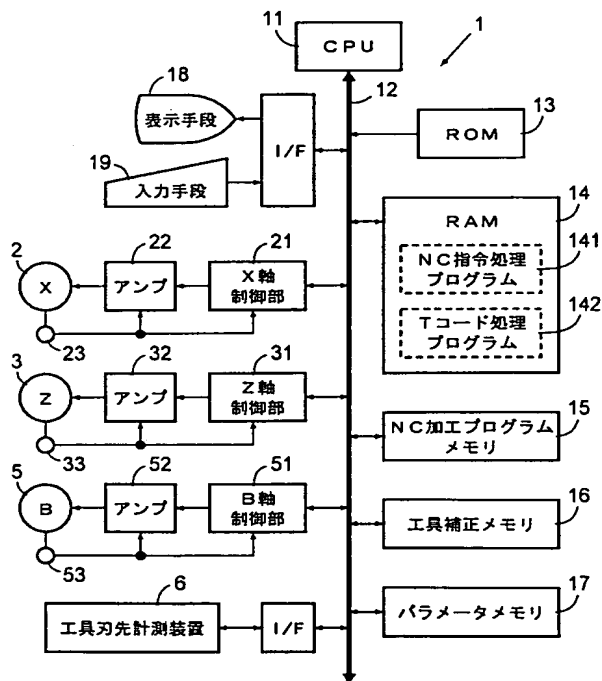 11
CPU
1
12
18
表示手段
19
入力手段
I/F
13
ROM
14
RAM
141
NC指令処理
プログラム
142
Tコード処理
プログラム
2
X
23
22
アンプ
21
X軸
制御部
3
Z
33
32
アンプ
31
Z軸
制御部
5
B
53
52
アンプ
51
B軸
制御部
15
NC加工プログラム
メモリ
16
工具補正メモリ
17
パラメータメモリ
6
工具刃先計測装置
I/F